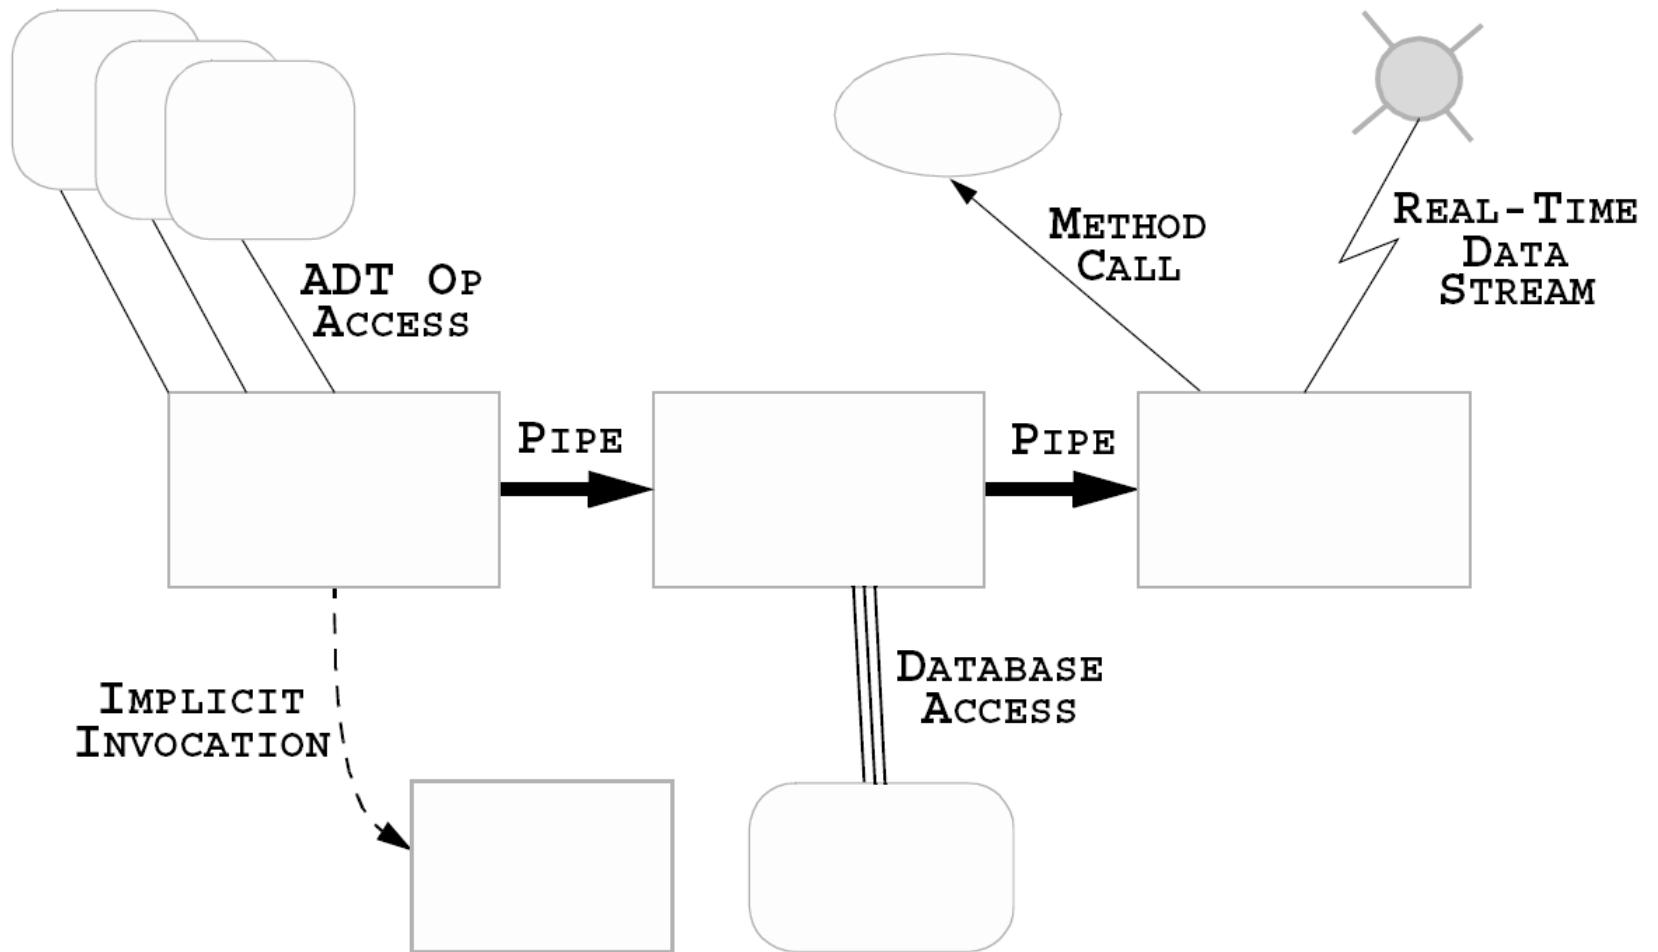 METHOD
CALL
REAL-TIME
DATA
STREAM
ADT OP
ACCESS
PIPE
PIPE
IMPLICIT
INVOCATION
DATABASE
ACCESS